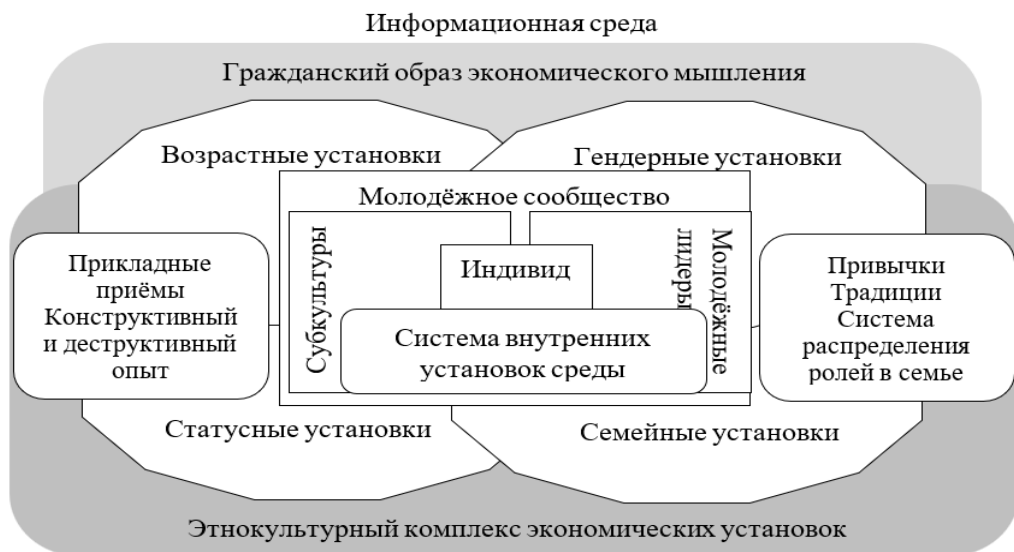 Информационная среда
Гражданский образ экономического мышления
Возрастные установки
Гендерные установки
Молодёжное сообщество
Субкультуры
Индивид
Молодёжные
лидеры
Прикладные
приёмы
Конструктивный
и деструктивный
опыт
Система внутренних
установок среды
Привычки
Традиции
Система
распределения
ролей в семье
Статусные установки
Семейные установки
Этнокультурный комплекс экономических установок